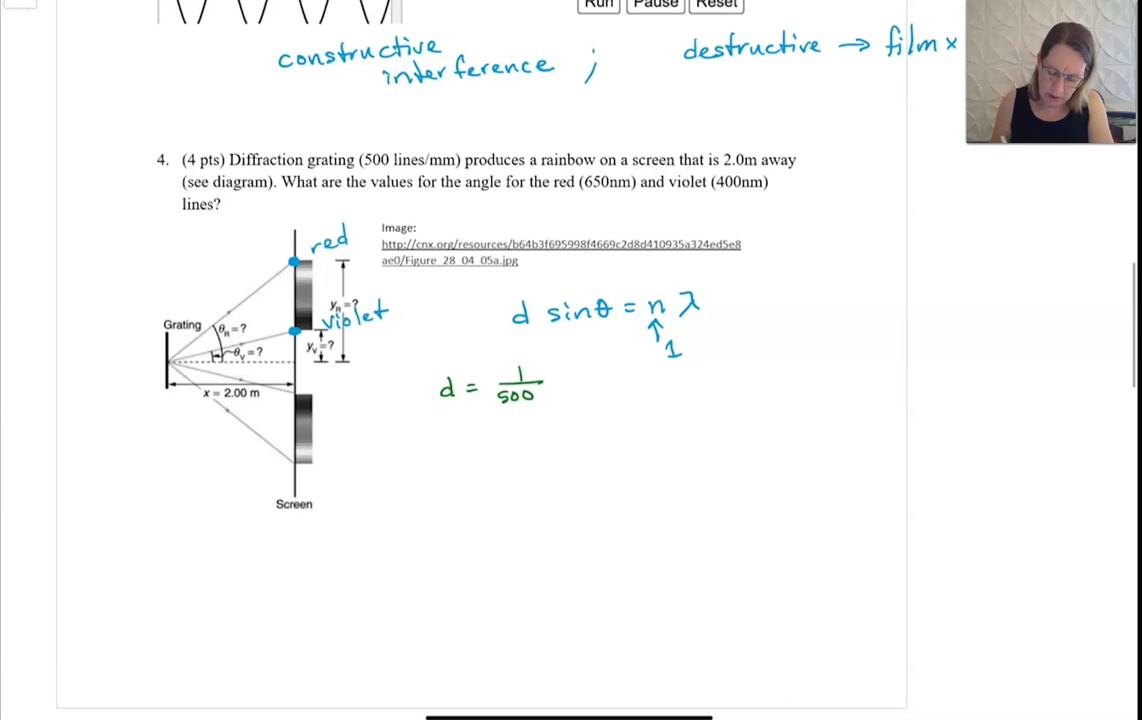 Run Pause Reset
constructive
interference ; destructive → film x
4. (4 pts) Diffraction grating (500 lines/mm) produces a rainbow on a screen that is 2.0m away
(see diagram). What are the values for the angle for the red (650nm) and violet (400nm)
lines?
Image:
http://cnx.org/resources/b64b3f695998f4669c2d8d410935a324ed5e8
ae0/Figure_28_04_05a.jpg
red
yR =?
violet
Grating
θR =?
θV =?
yV =?
x = 2.00 m
Screen
d sinθ = n λ
↑
1
d = 1/500